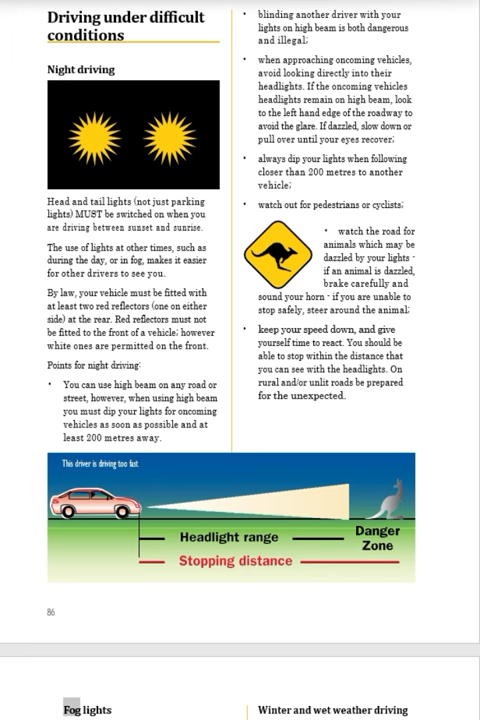 Driving under difficult
conditions
Night driving
Head and tail lights (not just parking
lights) MUST be switched on when you
are driving between sunset and sunrise.
The use of lights at other times, such as
during the day, or in fog, makes it easier
for other drivers to see you.
By law, your vehicle must be fitted with
at least two red reflectors (one on either
side) at the rear. Red reflectors must not
be fitted to the front of a vehicle; however
white ones are permitted on the front.
Points for night driving:
• You can use high beam on any road or
street, however, when using high beam
you must dip your lights for oncoming
vehicles as soon as possible and at
least 200 metres away.
• blinding another driver with your
lights on high beam is both dangerous
and illegal;
• when approaching oncoming vehicles,
avoid looking directly into their
headlights. If the oncoming vehicles
headlights remain on high beam, look
to the left hand edge of the roadway to
avoid the glare. If dazzled, slow down or
pull over until your eyes recover;
• always dip your lights when following
closer than 200 metres to another
vehicle;
• watch out for pedestrians or cyclists;
• watch the road for
animals which may be
dazzled by your lights -
if an animal is dazzled,
brake carefully and
sound your horn - if you are unable to
stop safely, steer around the animal;
• keep your speed down, and give
yourself time to react. You should be
able to stop within the distance that
you can see with the headlights. On
rural and/or unlit roads be prepared
for the unexpected.
This driver is driving too fast
Headlight range
Danger
Zone
Stopping distance
86
Fog lights
Winter and wet weather driving